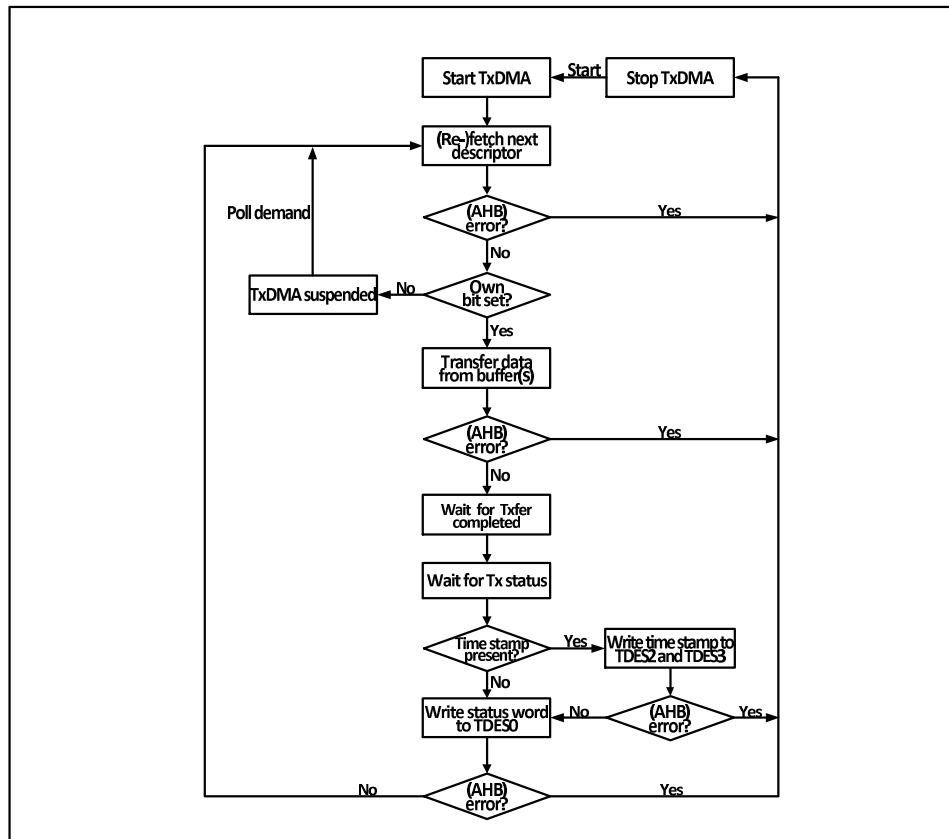 Start TxDMA
Start
Stop TxDMA
(Re-)fetch next
descriptor
Poll demand
(AHB)
error?
Yes
No
TxDMA suspended
No
Own
bit set?
Yes
Transfer data
from buffer(s)
(AHB)
error?
Yes
No
Wait for Txfer
completed
Wait for Tx status
Time stamp
present?
Yes
Write time stamp to
TDES2 and TDES3
No
Write status word
to TDES0
No
(AHB)
error?
Yes
No
(AHB)
error?
Yes